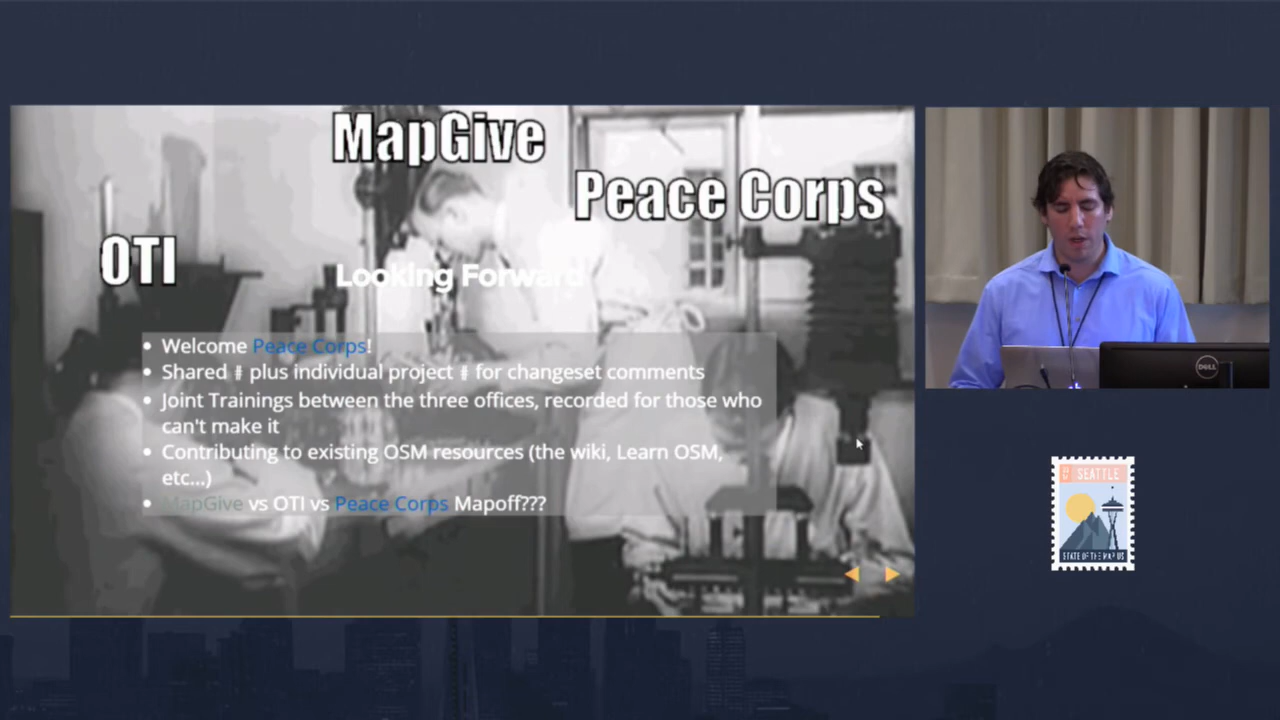 MapGive
Peace Corps
OTI
Looking Forward
• Welcome Peace Corps!
• Shared # plus individual project # for changeset comments
• Joint Trainings between the three offices, recorded for those who
can't make it
• Contributing to existing OSM resources (the wiki, Learn OSM,
etc...)
• MapGive vs OTI vs Peace Corps Mapoff???
DELL
SEATTLE
STATE OF THE MAP US